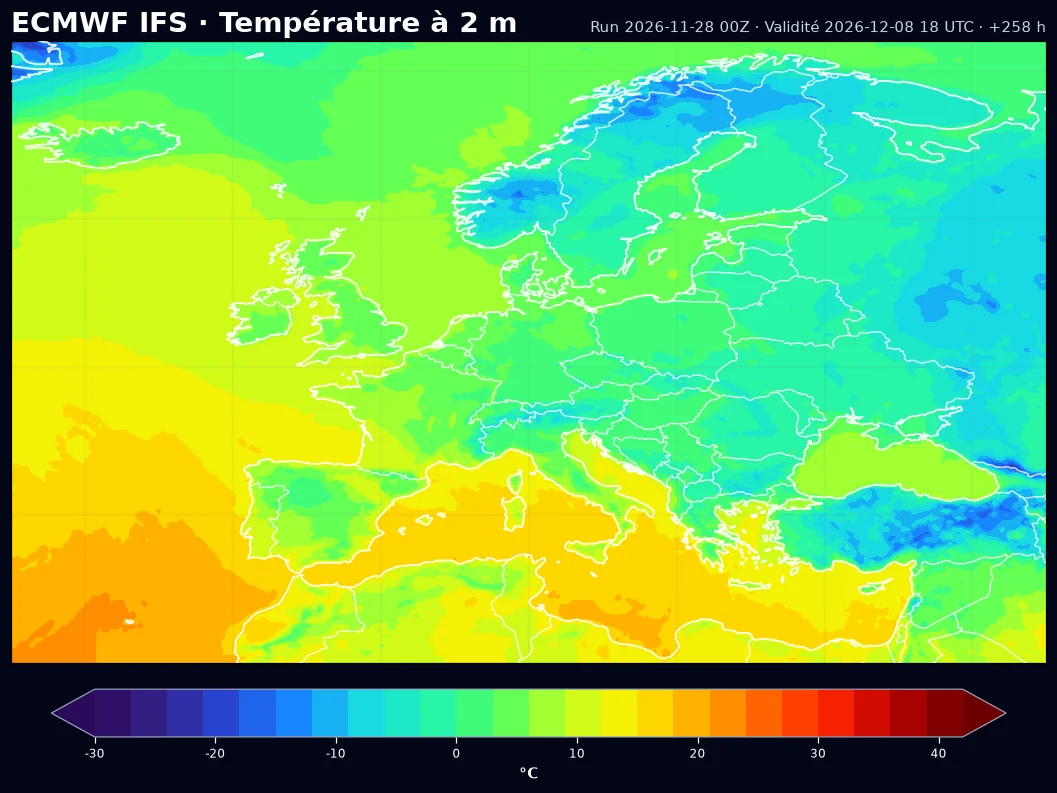 ECMWF IFS · Température à 2 m
Run 2026-11-28 00Z · Validité 2026-12-08 18 UTC · +258 h
-30 -20 -10 0 10 20 30 40
°C